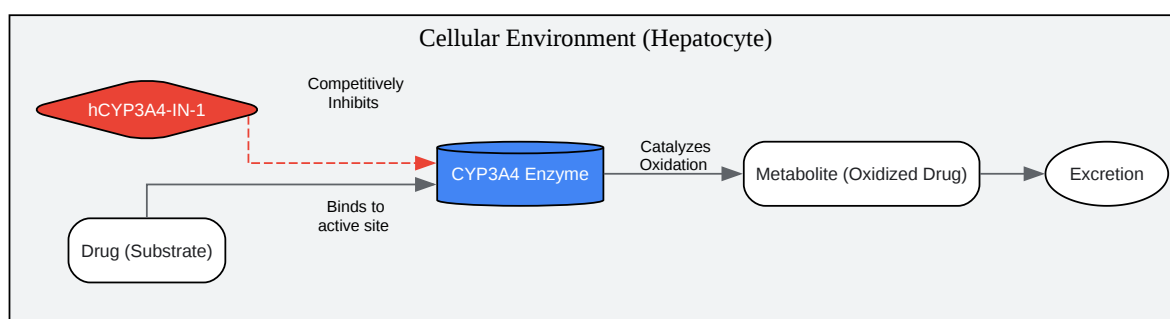 Cellular Environment (Hepatocyte)
Competitively
Inhibits
hCYP3A4-IN-1
CYP3A4 Enzyme
Catalyzes
Oxidation
Metabolite (Oxidized Drug)
Excretion
Binds to
active site
Drug (Substrate)